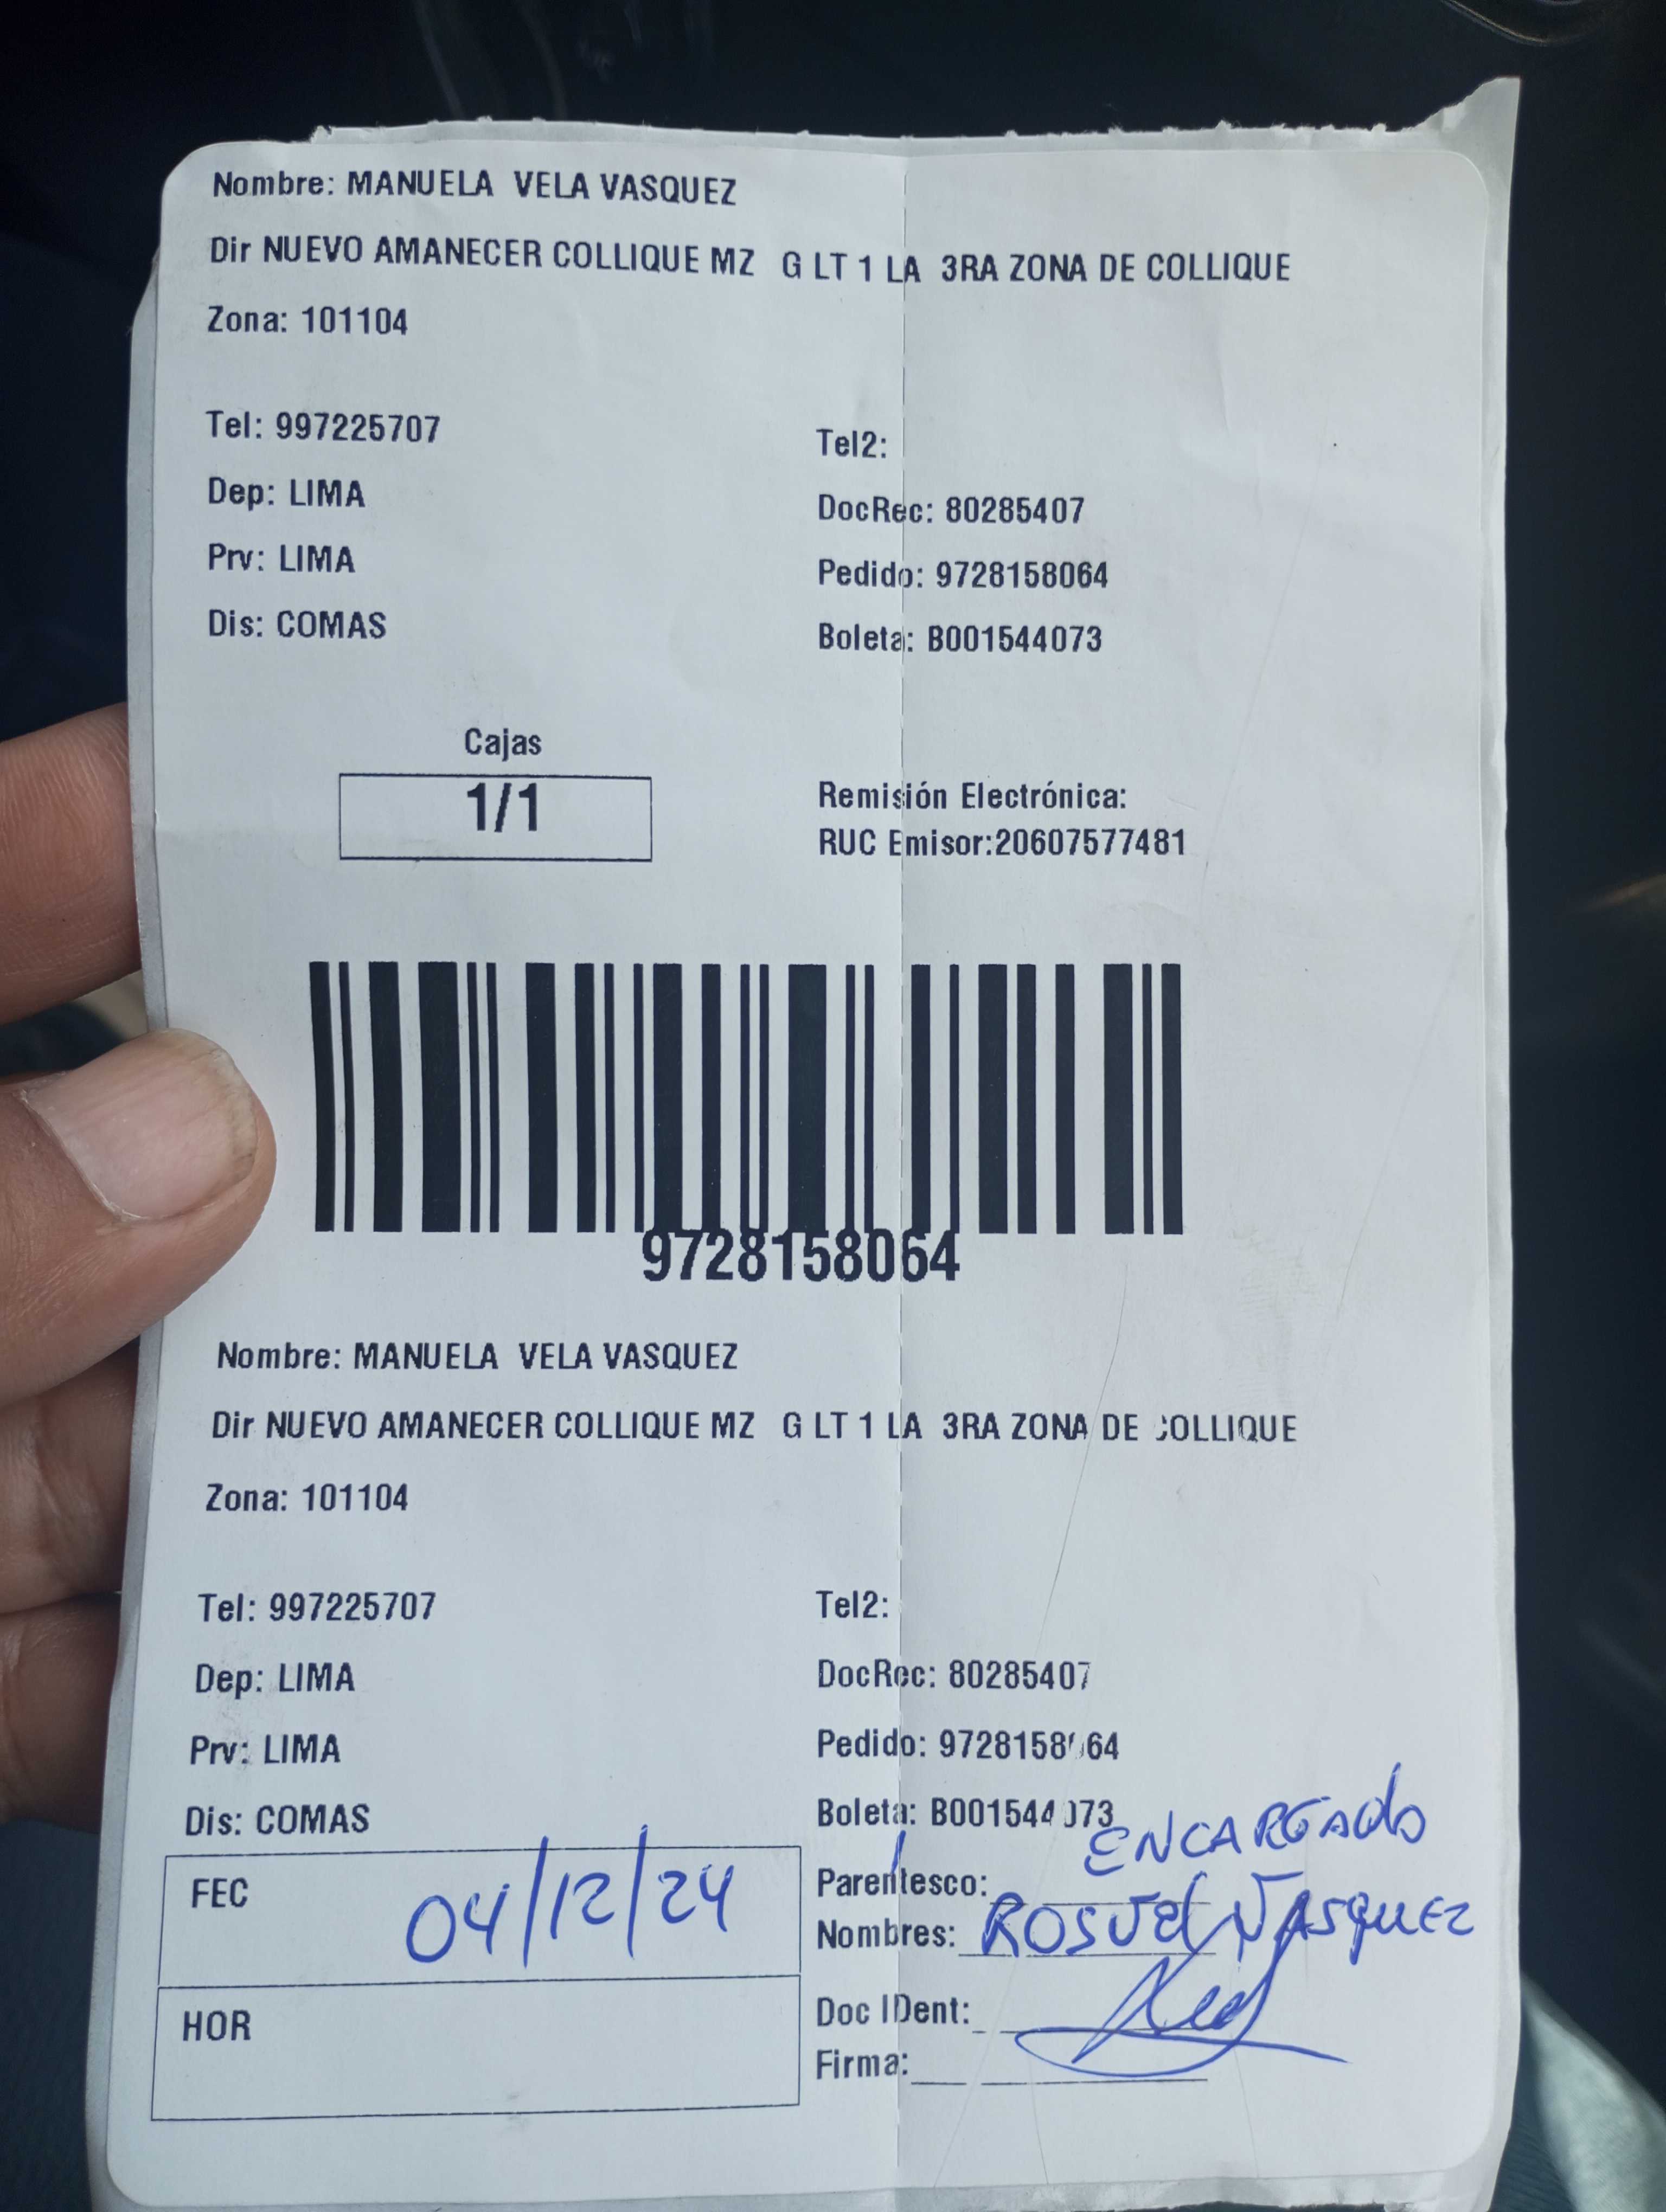 Nombre: MANUELA VELA VASQUEZ
Dir NUEVO AMANECER COLLIQUE MZ G LT 1 LA 3RA ZONA DE COLLIQUE
Zona: 101104
Tel: 997225707
Tel2:
Dep: LIMA
DocRec: 80285407
Prv: LIMA
Pedido: 9728158064
Dis: COMAS
Boleta: B001544073
Cajas
1/1
Remisión Electrónica:
RUC Emisor:20607577481
9728158064
Nombre: MANUELA VELA VASQUEZ
Dir NUEVO AMANECER COLLIQUE MZ G LT 1 LA 3RA ZONA DE COLLIQUE
Zona: 101104
Tel: 997225707
Tel2:
Dep: LIMA
DocRec: 80285407
Prv: LIMA
Pedido: 9728158064
Dis: COMAS
Boleta: B001544073
FEC 04/12/24
Parentesco: ENCARGADO
Nombres: VASQUEZ
HOR
Doc IDent:
Firma: